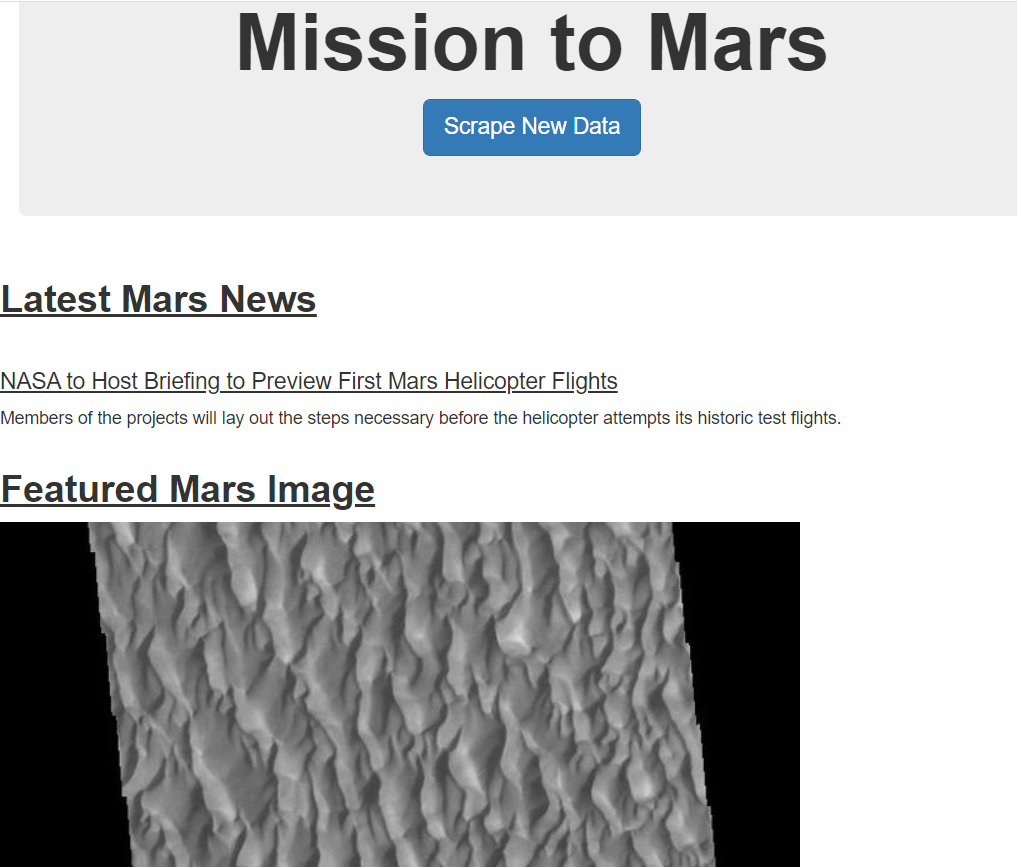 Mission to Mars
Scrape New Data
Latest Mars News
NASA to Host Briefing to Preview First Mars Helicopter Flights
Members of the projects will lay out the steps necessary before the helicopter attempts its historic test flights.
Featured Mars Image